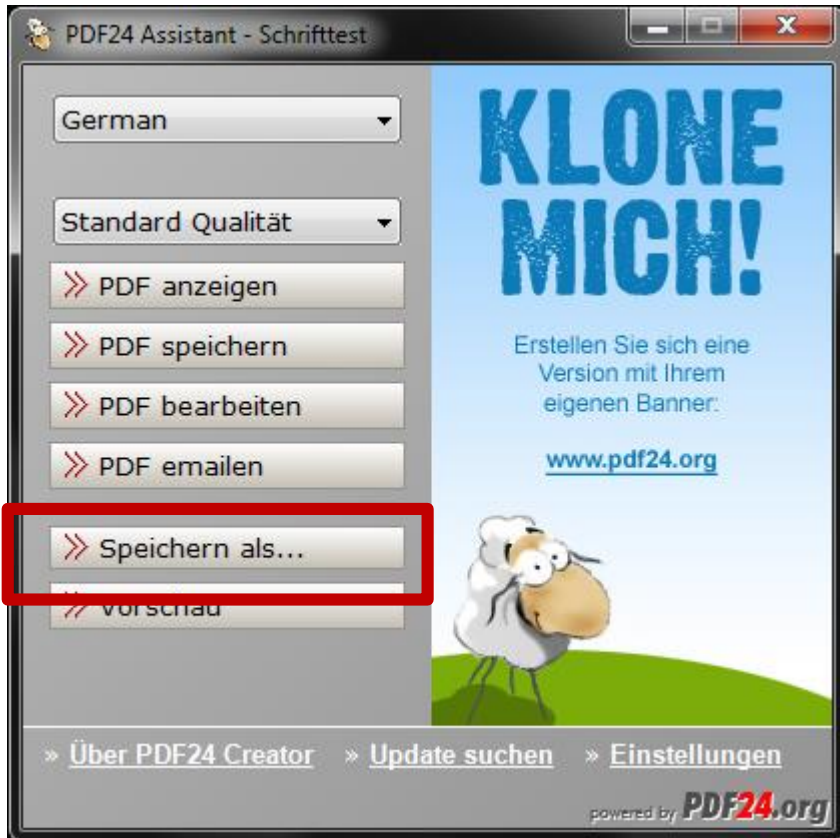 PDF24 Assistant - Schrifttest
German
Standard Qualität
PDF anzeigen
PDF speichern
PDF bearbeiten
PDF emailen
Speichern als...
Vorschau
KLONE
MICH!
Erstellen Sie sich eine
Version mit Ihrem
eigenen Banner:
www.pdf24.org
» Über PDF24 Creator » Update suchen » Einstellungen
powered by PDF24.org